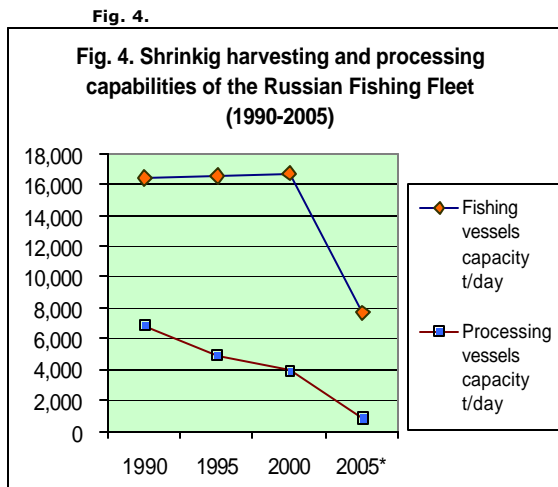 Fig. 4.
Fig. 4. Shrinkig harvesting and processing
capabilities of the Russian Fishing Fleet
(1990-2005)
18,000
16,000
14,000
12,000
10,000
8,000
6,000
4,000
2,000
0
1990 1995 2000 2005*
Fishing
vessels
capacity
t/day
Processing
vessels
capacity
t/day